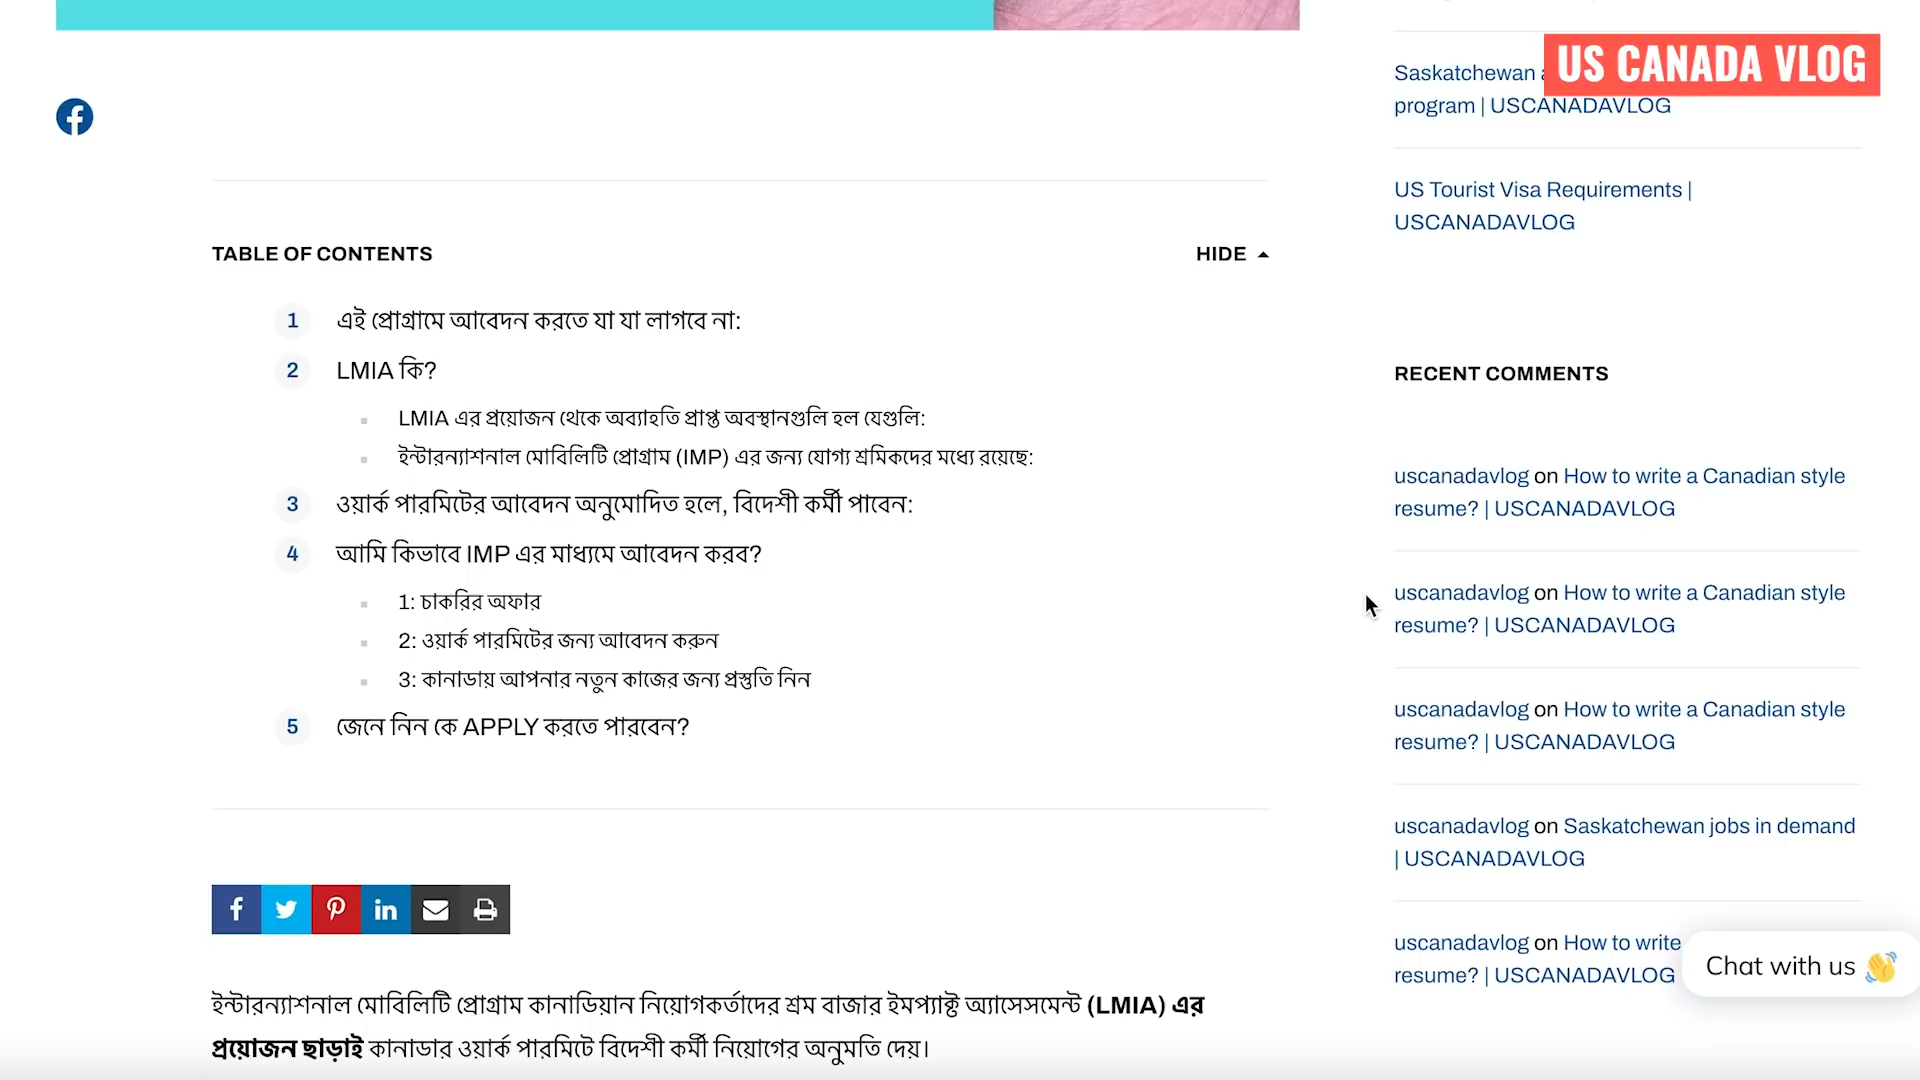 US CANADA VLOG
Saskatchewan
program | USCANADAVLOG
US Tourist Visa Requirements |
USCANADAVLOG
TABLE OF CONTENTS
HIDE
1 এই প্রোগ্রামে আবেদন করতে যা যা লাগবে না:
2 LMIA কি?
LMIA এর প্রয়োজন থেকে অব্যাহতি প্রাপ্ত অবস্থানগুলি হল যেগুলি:
ইন্টারন্যাশনাল মোবিলিটি প্রোগ্রাম (IMP) এর জন্য যোগ্য শ্রমিকদের মধ্যে রয়েছে:
3 ওয়ার্ক পারমিটের আবেদন অনুমোদিত হলে, বিদেশী কর্মী পাবেন:
4 আমি কিভাবে IMP এর মাধ্যমে আবেদন করব?
1: চাকরির অফার
2: ওয়ার্ক পারমিটের জন্য আবেদন করুন
3: কানাডায় আপনার নতুন কাজের জন্য প্রস্তুতি নিন
5 জেনে নিন কে APPLY করতে পারবেন?
ইন্টারন্যাশনাল মোবিলিটি প্রোগ্রাম কানাডিয়ান নিয়োগকর্তাদের শ্রম বাজার ইমপ্যাক্ট অ্যাসেসমেন্ট (LMIA) এর
প্রয়োজন ছাড়াই কানাডার ওয়ার্ক পারমিটে বিদেশী কর্মী নিয়োগের অনুমতি দেয়।
RECENT COMMENTS
uscanadavlog on How to write a Canadian style
resume? | USCANADAVLOG
uscanadavlog on How to write a Canadian style
resume? | USCANADAVLOG
uscanadavlog on How to write a Canadian style
resume? | USCANADAVLOG
uscanadavlog on Saskatchewan jobs in demand
| USCANADAVLOG
uscanadavlog on How to write
resume? | USCANADAVLOG
Chat with us